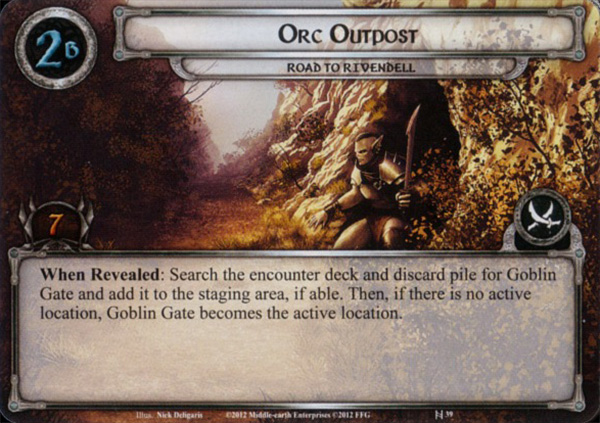 2B
ORC OUTPOST
ROAD TO RIVENDELL
7
When Revealed: Search the encounter deck and discard pile for Goblin
Gate and add it to the staging area, if able. Then, if there is no active
location, Goblin Gate becomes the active location.
Illus. Nick Deligaris ©2012 Middle-earth Enterprises ©2012 FFG 39